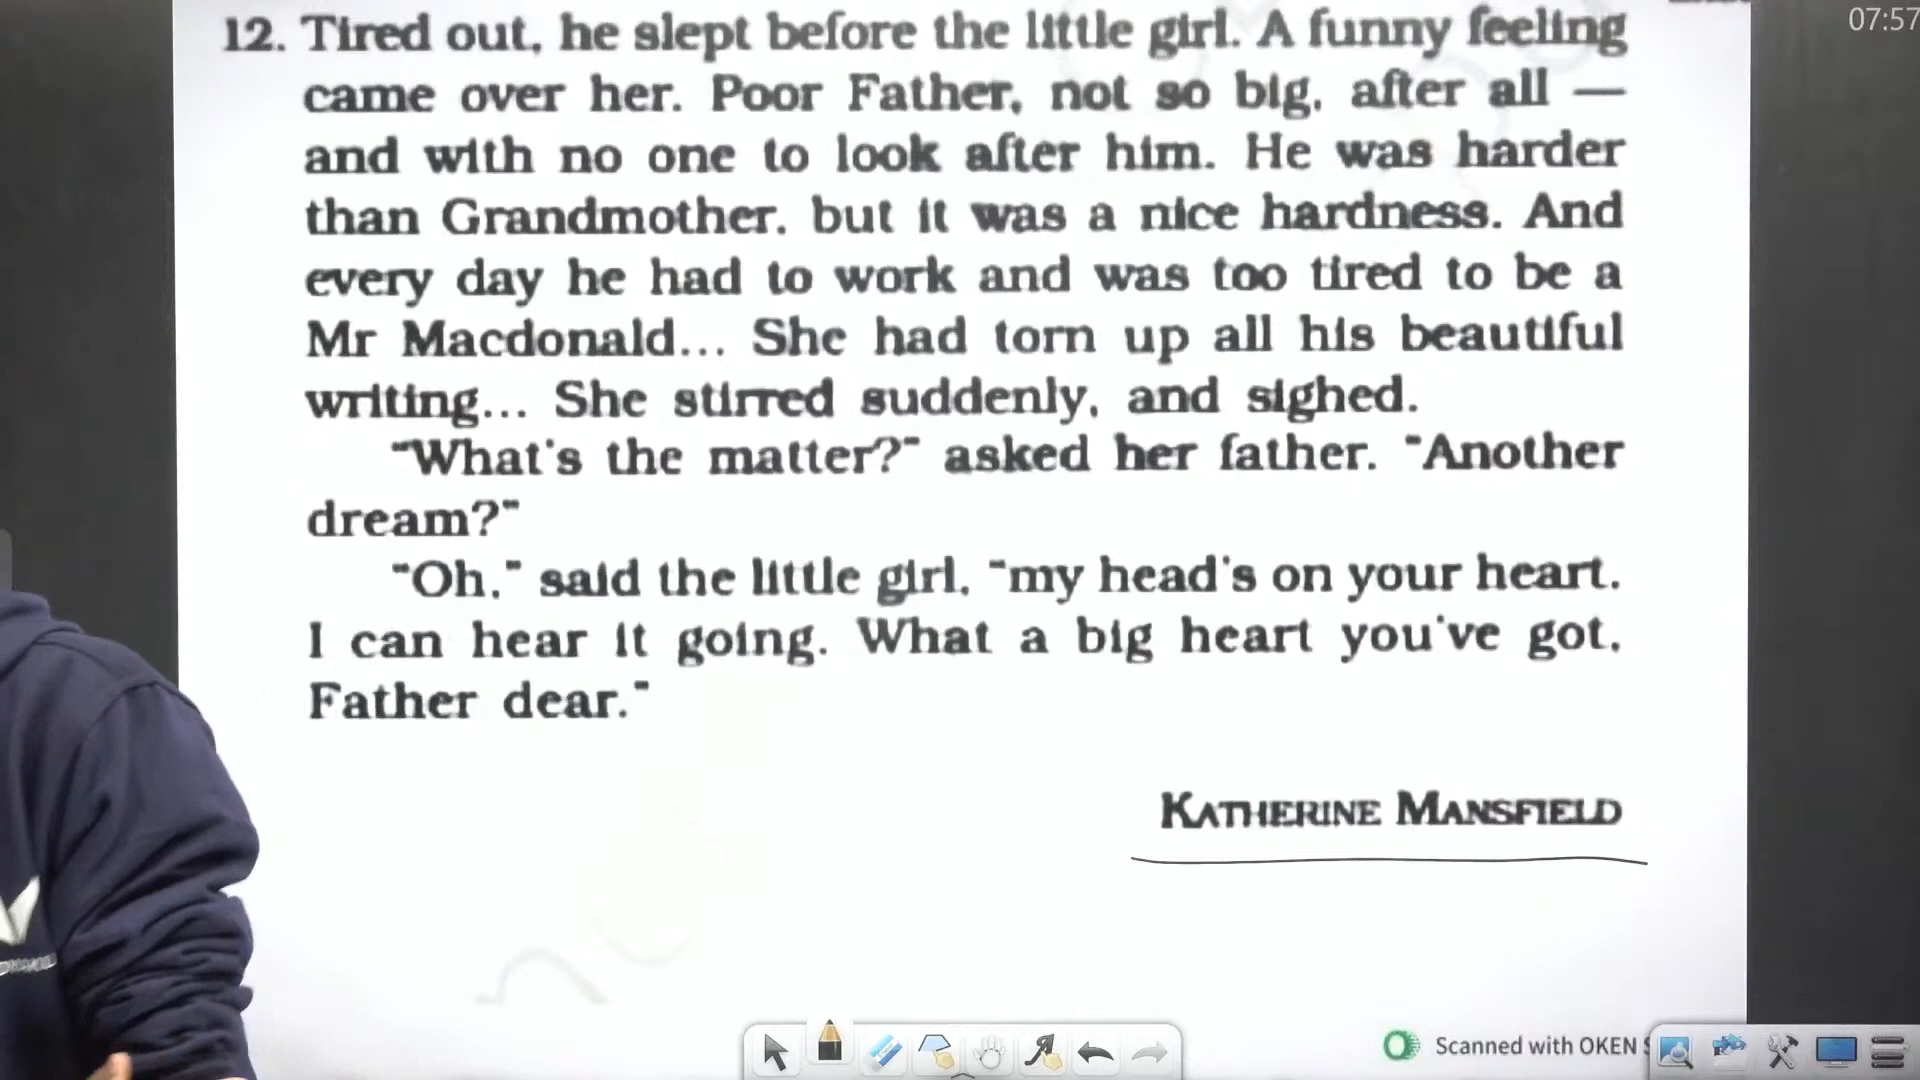 07:57
12. Tired out, he slept before the little girl. A funny feeling
came over her. Poor Father, not so big, after all —
and with no one to look after him. He was harder
than Grandmother, but it was a nice hardness. And
every day he had to work and was too tired to be a
Mr Macdonald... She had torn up all his beautiful
writing... She stirred suddenly, and sighed.
"What's the matter?" asked her father. "Another
dream?"
"Oh," said the little girl, "my head's on your heart.
I can hear it going. What a big heart you've got,
Father dear."
KATHERINE MANSFIELD
Scanned with OKEN